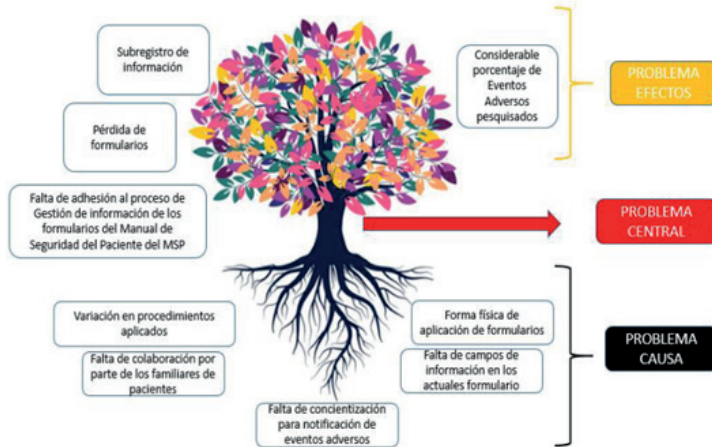 Subregistro de
información
Considerable
porcentaje de
Eventos
Adversos
pesquisados
PROBLEMA
EFECTOS
Pérdida de
formularios
Falta de adhesión al proceso de
Gestión de información de los
formularios del Manual de
Seguridad del Paciente del MSP
PROBLEMA
CENTRAL
Variación en procedimientos
aplicados
Forma física de
aplicación de formularios
PROBLEMA
CAUSA
Falta de colaboración por
parte de los familiares de
pacientes
Falta de campos de
información en los
actuales formulario
Falta de concientización
para notificación de
eventos adversos